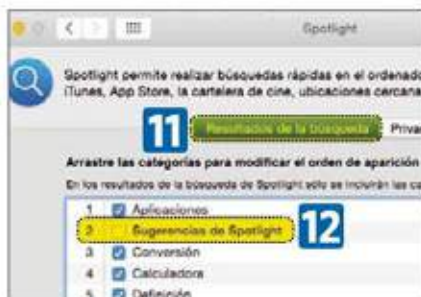 Spotlight
Spotlight permite realizar búsquedas rápidas en el ordenado
iTunes, App Store, la cartelera de cine, ubicaciones cercana
11
Resultados de la búsqueda
Priva
Arrastre las categorías para modificar el orden de aparición
En los resultados de la búsqueda de Spotlight sólo se incluirán las ca
1 Aplicaciones
2 Sugerencias de Spotlight
12
3 Conversión
4 Calculadora
5 Definición